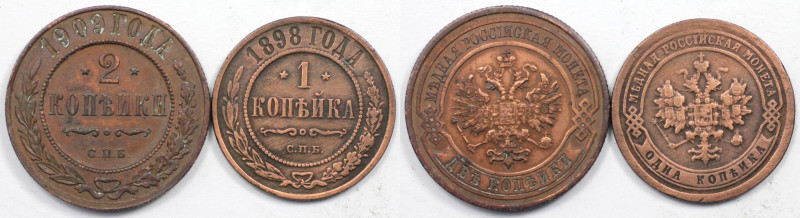 1909 ГОДА
* 2 *
КОПѢЙКИ
С.П.Б.
1898 ГОДА
* 1 *
КОПѢЙКА
С.П.Б.
МѢДНАЯ РОССІЙСКАЯ МОНЕТА
ДВѢ КОПѢЙКИ
МѢДНАЯ РОССІЙСКАЯ МОНЕТА
ОДНА КОПѢЙКА